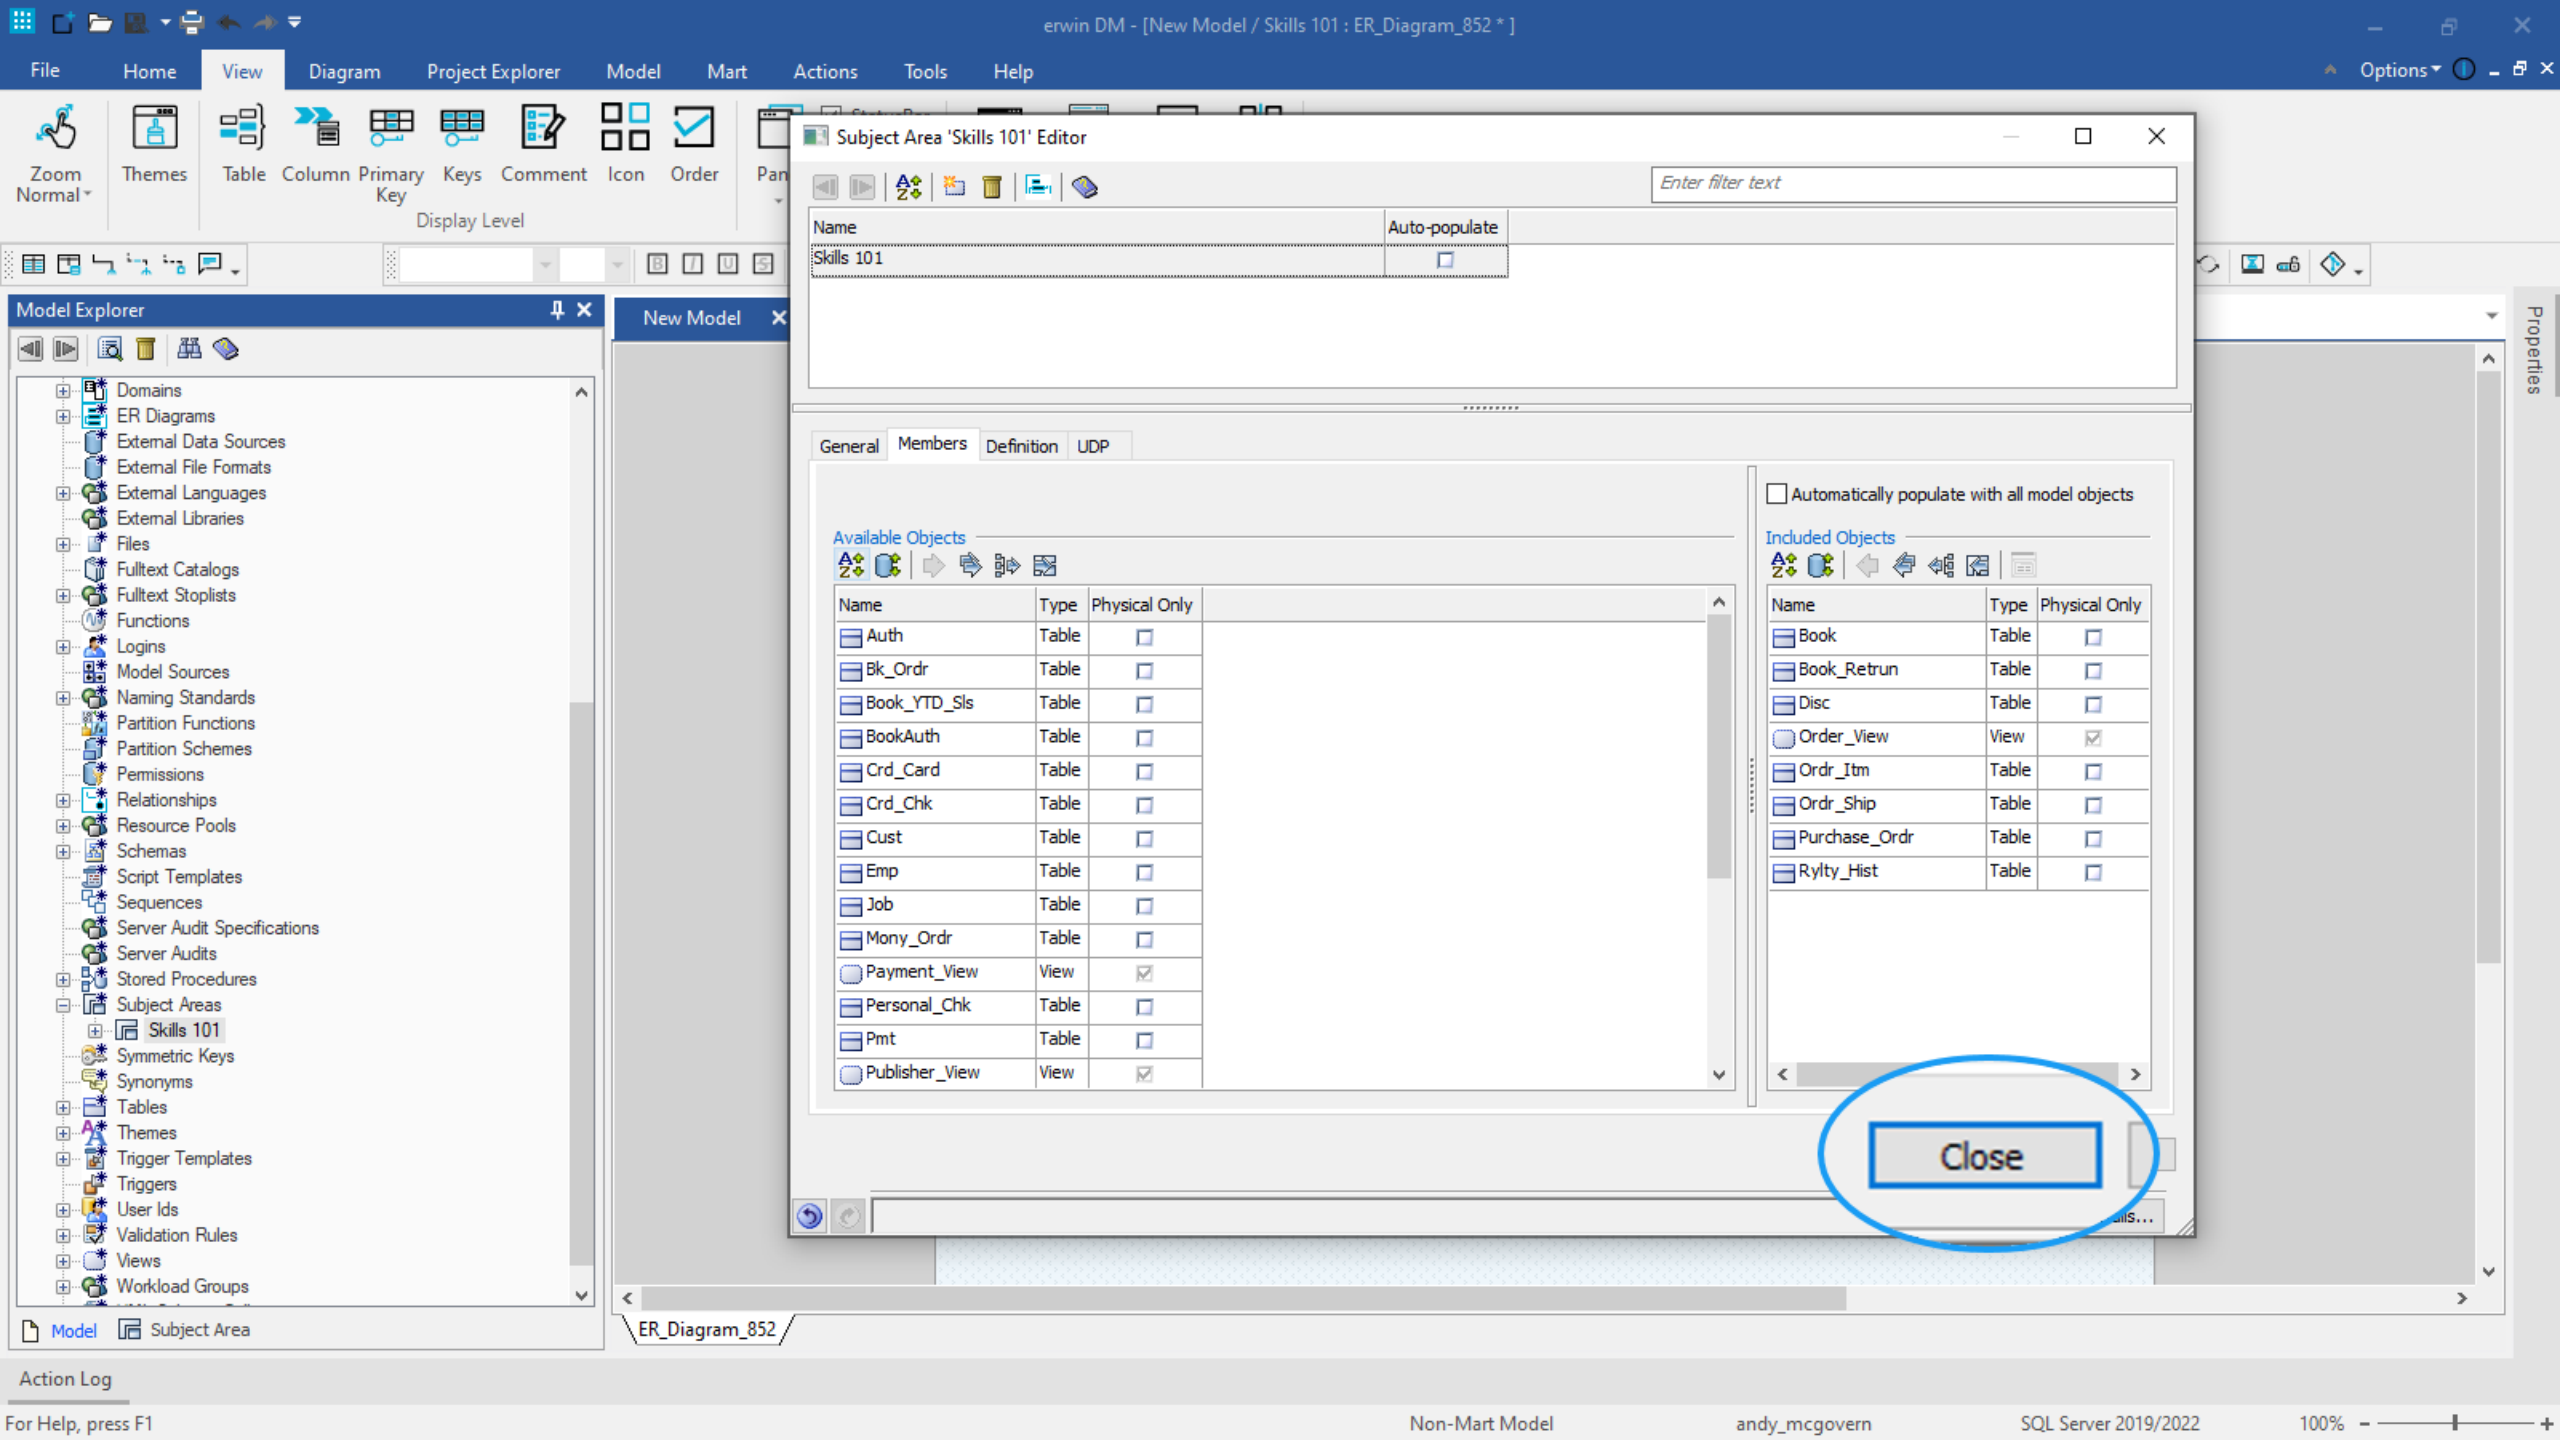 erwin DM - [New Model / Skills 101 : ER_Diagram_852 * ]
File Home View Diagram Project Explorer Model Mart Actions Tools Help Options
Zoom Normal Themes Table Column Primary Key Keys Comment Icon Order
Display Level
Subject Area 'Skills 101' Editor
Enter filter text
Name Auto-populate
Skills 101
Model Explorer
New Model
Properties
Domains
ER Diagrams
External Data Sources
External File Formats
External Languages
External Libraries
Files
Fulltext Catalogs
Fulltext Stoplists
Functions
Logins
Model Sources
Naming Standards
Partition Functions
Partition Schemes
Permissions
Relationships
Resource Pools
Schemas
Script Templates
Sequences
Server Audit Specifications
Server Audits
Stored Procedures
Subject Areas
Skills 101
Symmetric Keys
Synonyms
Tables
Themes
Trigger Templates
Triggers
User Ids
Validation Rules
Views
Workload Groups
Model Subject Area
General Members Definition UDP
Automatically populate with all model objects
Available Objects
Name Type Physical Only
Auth Table
Bk_Ordr Table
Book_YTD_Sls Table
BookAuth Table
Crd_Card Table
Crd_Chk Table
Cust Table
Emp Table
Job Table
Mony_Ordr Table
Payment_View View
Personal_Chk Table
Pmt Table
Publisher_View View
Included Objects
Name Type Physical Only
Book Table
Book_Retrun Table
Disc Table
Order_View View
Ordr_Itm Table
Ordr_Ship Table
Purchase_Ordr Table
Rylty_Hist Table
Close
ER_Diagram_852
Action Log
For Help, press F1 Non-Mart Model andy_mcgovern SQL Server 2019/2022 100%